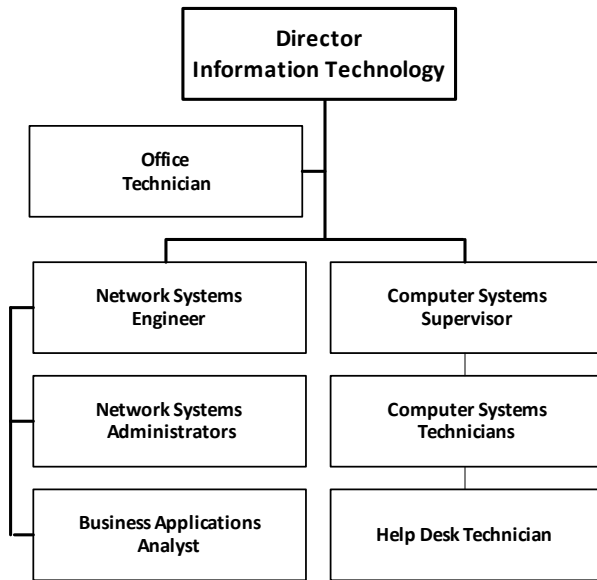 Director
Information Technology
Office
Technician
Network Systems
Engineer
Computer Systems
Supervisor
Network Systems
Administrators
Computer Systems
Technicians
Business Applications
Analyst
Help Desk Technician